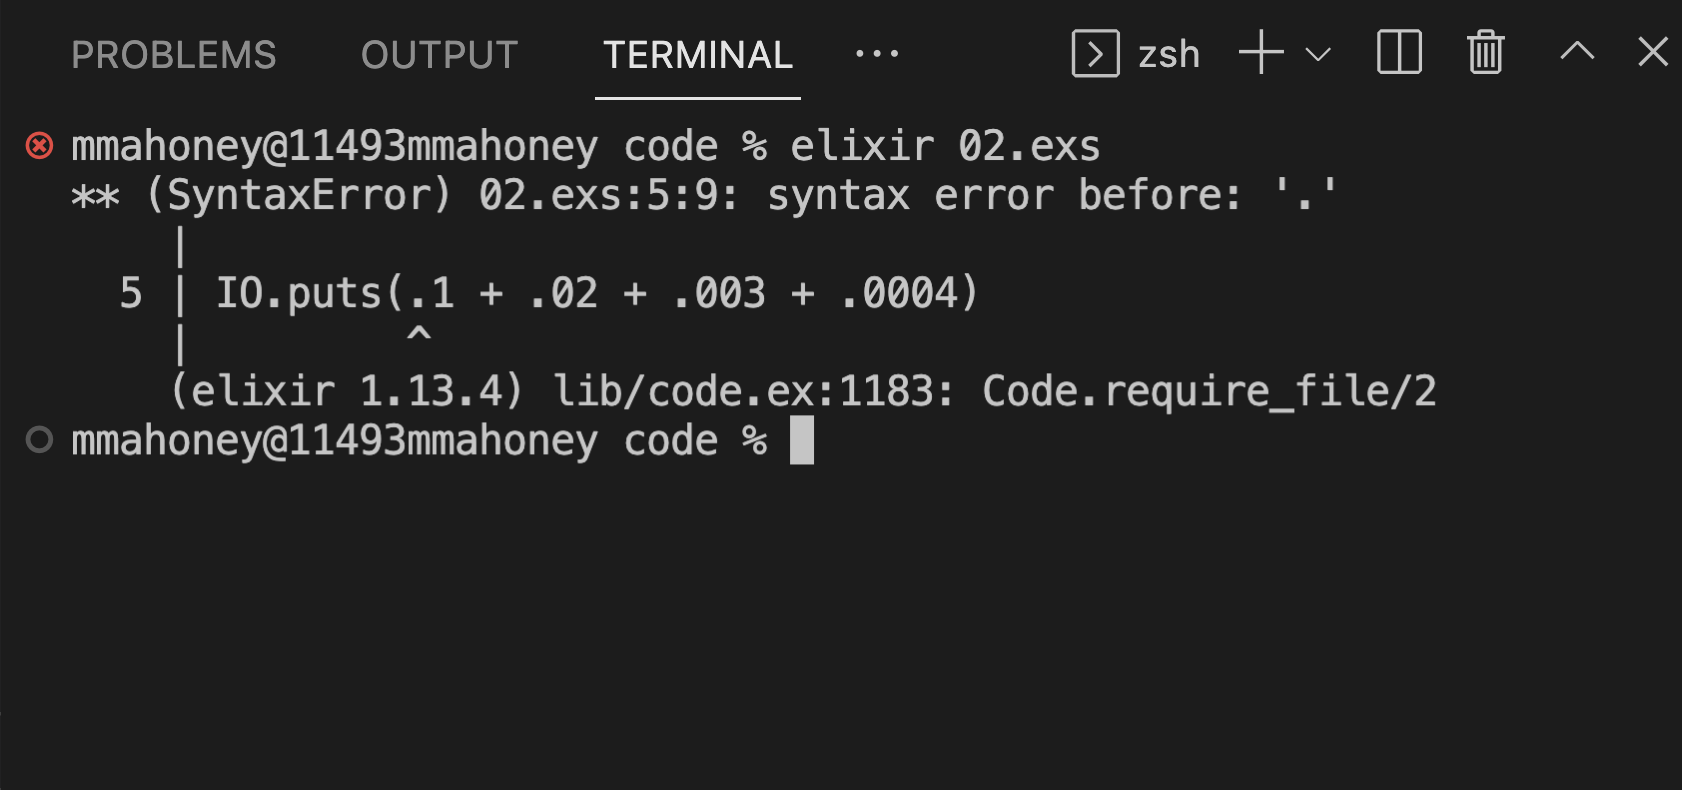 PROBLEMS OUTPUT TERMINAL ··· zsh
mmahoney@11493mmahoney code % elixir 02.exs
** (SyntaxError) 02.exs:5:9: syntax error before: '.'
    |
  5 | IO.puts(.1 + .02 + .003 + .0004)
    |         ^
    (elixir 1.13.4) lib/code.ex:1183: Code.require_file/2
mmahoney@11493mmahoney code %